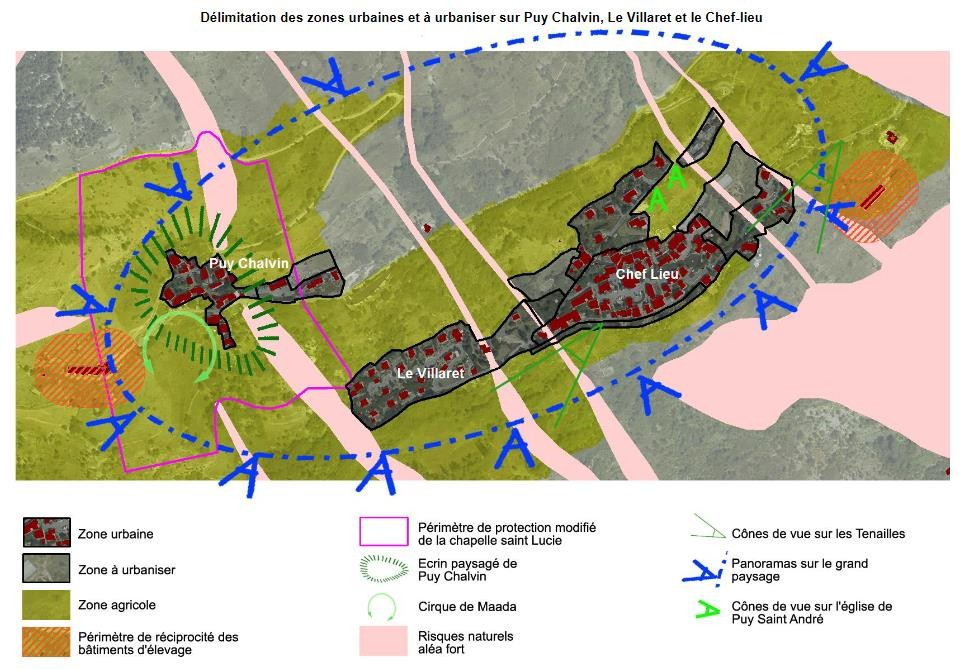 Délimitation des zones urbaines et à urbaniser sur Puy Chalvin, Le Villaret et le Chef-lieu
Puy Chalvin
Chef Lieu
Le Villaret
Zone urbaine
Zone à urbaniser
Zone agricole
Périmètre de réciprocité des
bâtiments d'élevage
Périmètre de protection modifié
de la chapelle saint Lucie
Ecrin paysagé de
Puy Chalvin
Cirque de Maada
Risques naturels
aléa fort
Cônes de vue sur les Tenailles
Panoramas sur le grand
paysage
Cônes de vue sur l'église de
Puy Saint André